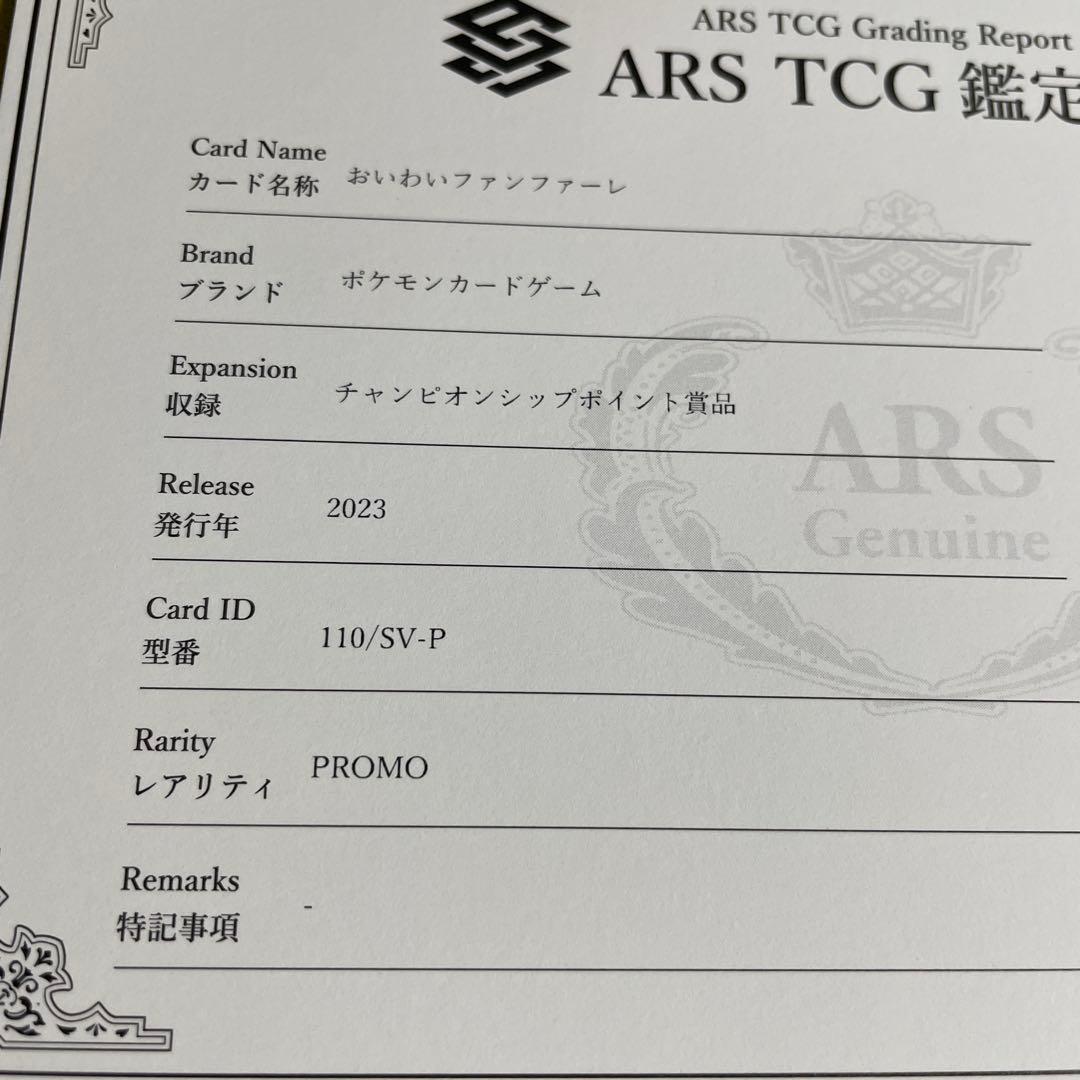 ARS TCG Grading Report
ARS TCG 鑑定
Card Name
カード名称 おいわいファンファーレ
Brand
ブランド ポケモンカードゲーム
Expansion
収録 チャンピオンシップポイント賞品
ARS
Genuine
Release
発行年 2023
Card ID
型番 110/SV-P
Rarity
レアリティ PROMO
Remarks
特記事項 -